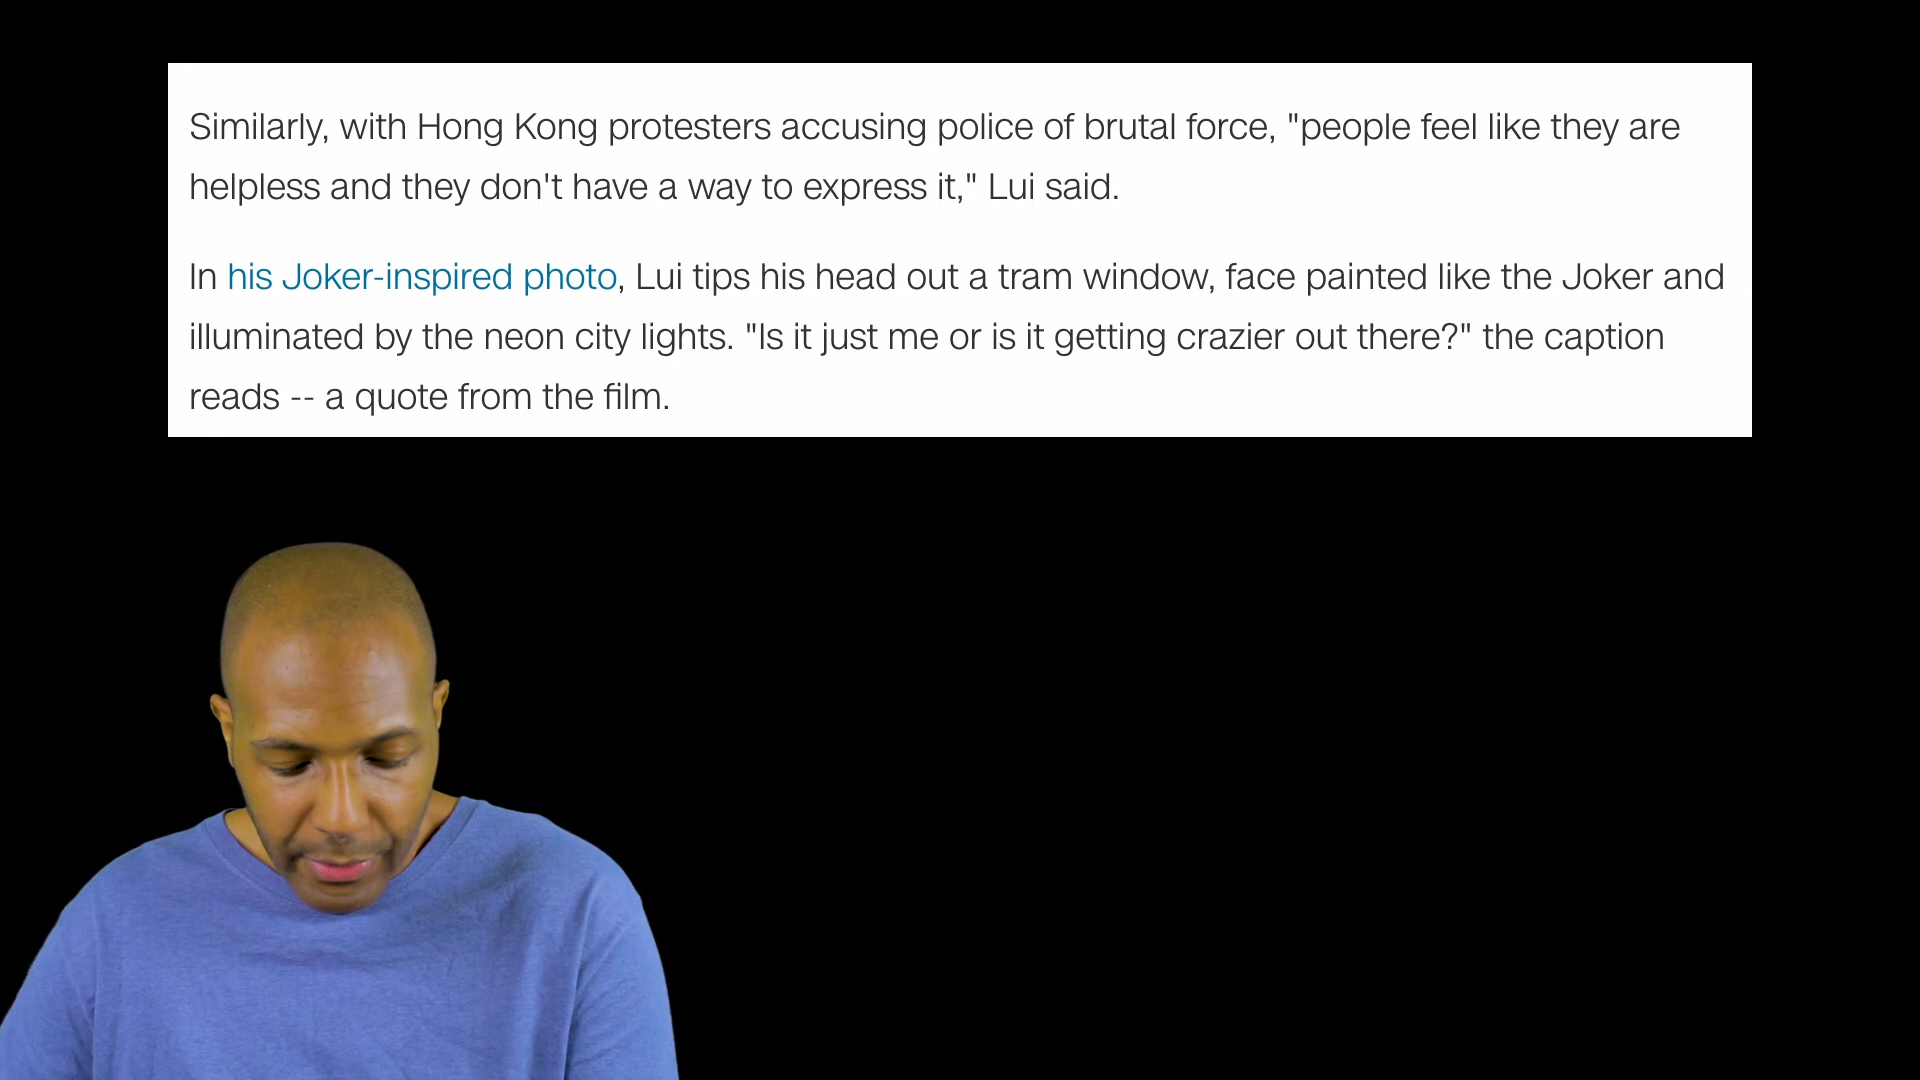 Similarly, with Hong Kong protesters accusing police of brutal force, "people feel like they are
helpless and they don't have a way to express it," Lui said.
In his Joker-inspired photo, Lui tips his head out a tram window, face painted like the Joker and
illuminated by the neon city lights. "Is it just me or is it getting crazier out there?" the caption
reads -- a quote from the film.